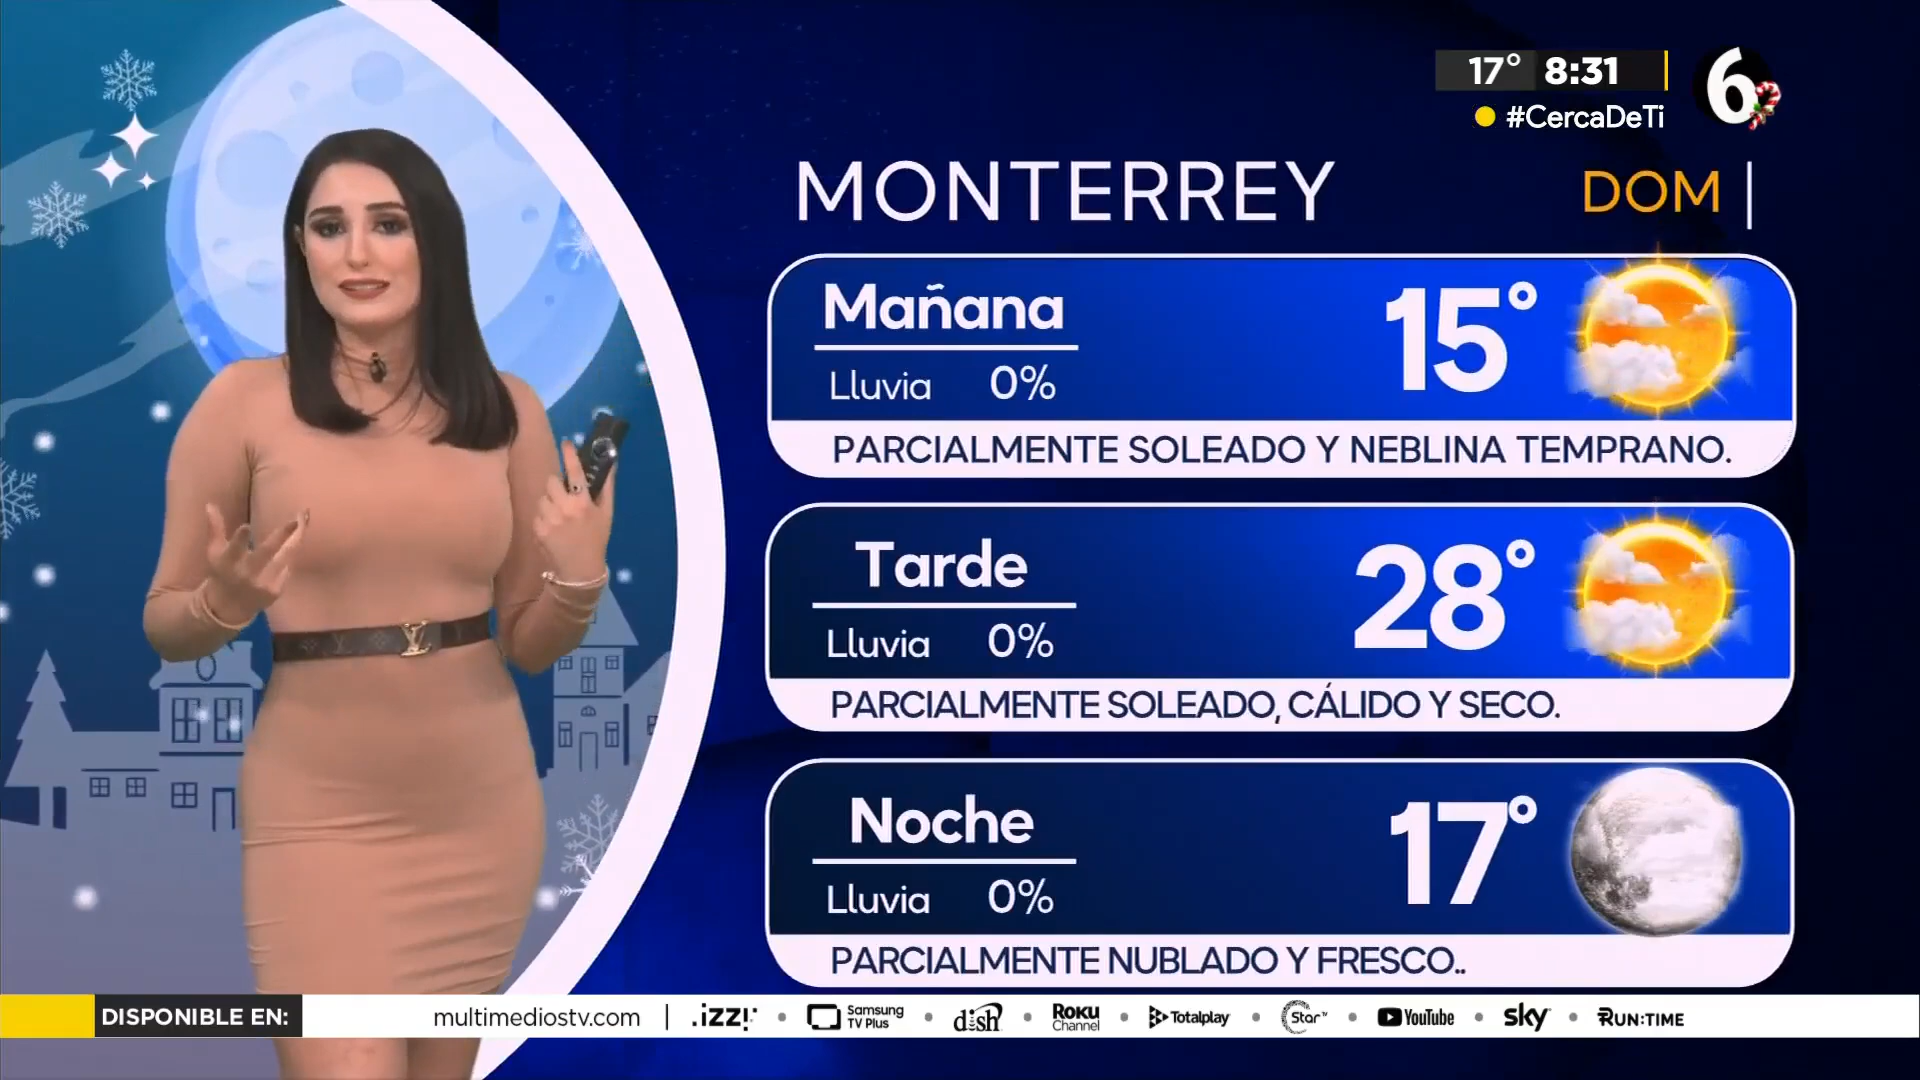 17° 8:31
#CercaDeTi
6
MONTERREY
DOM
Mañana
15°
Lluvia 0%
PARCIALMENTE SOLEADO Y NEBLINA TEMPRANO.
Tarde
28°
Lluvia 0%
PARCIALMENTE SOLEADO, CÁLIDO Y SECO.
Noche
17°
Lluvia 0%
PARCIALMENTE NUBLADO Y FRESCO..
DISPONIBLE EN: multimediostv.com | .izzi: • Samsung TV Plus • dish • Roku Channel • Totalplay • Star TV • YouTube • sky • RUN:TIME